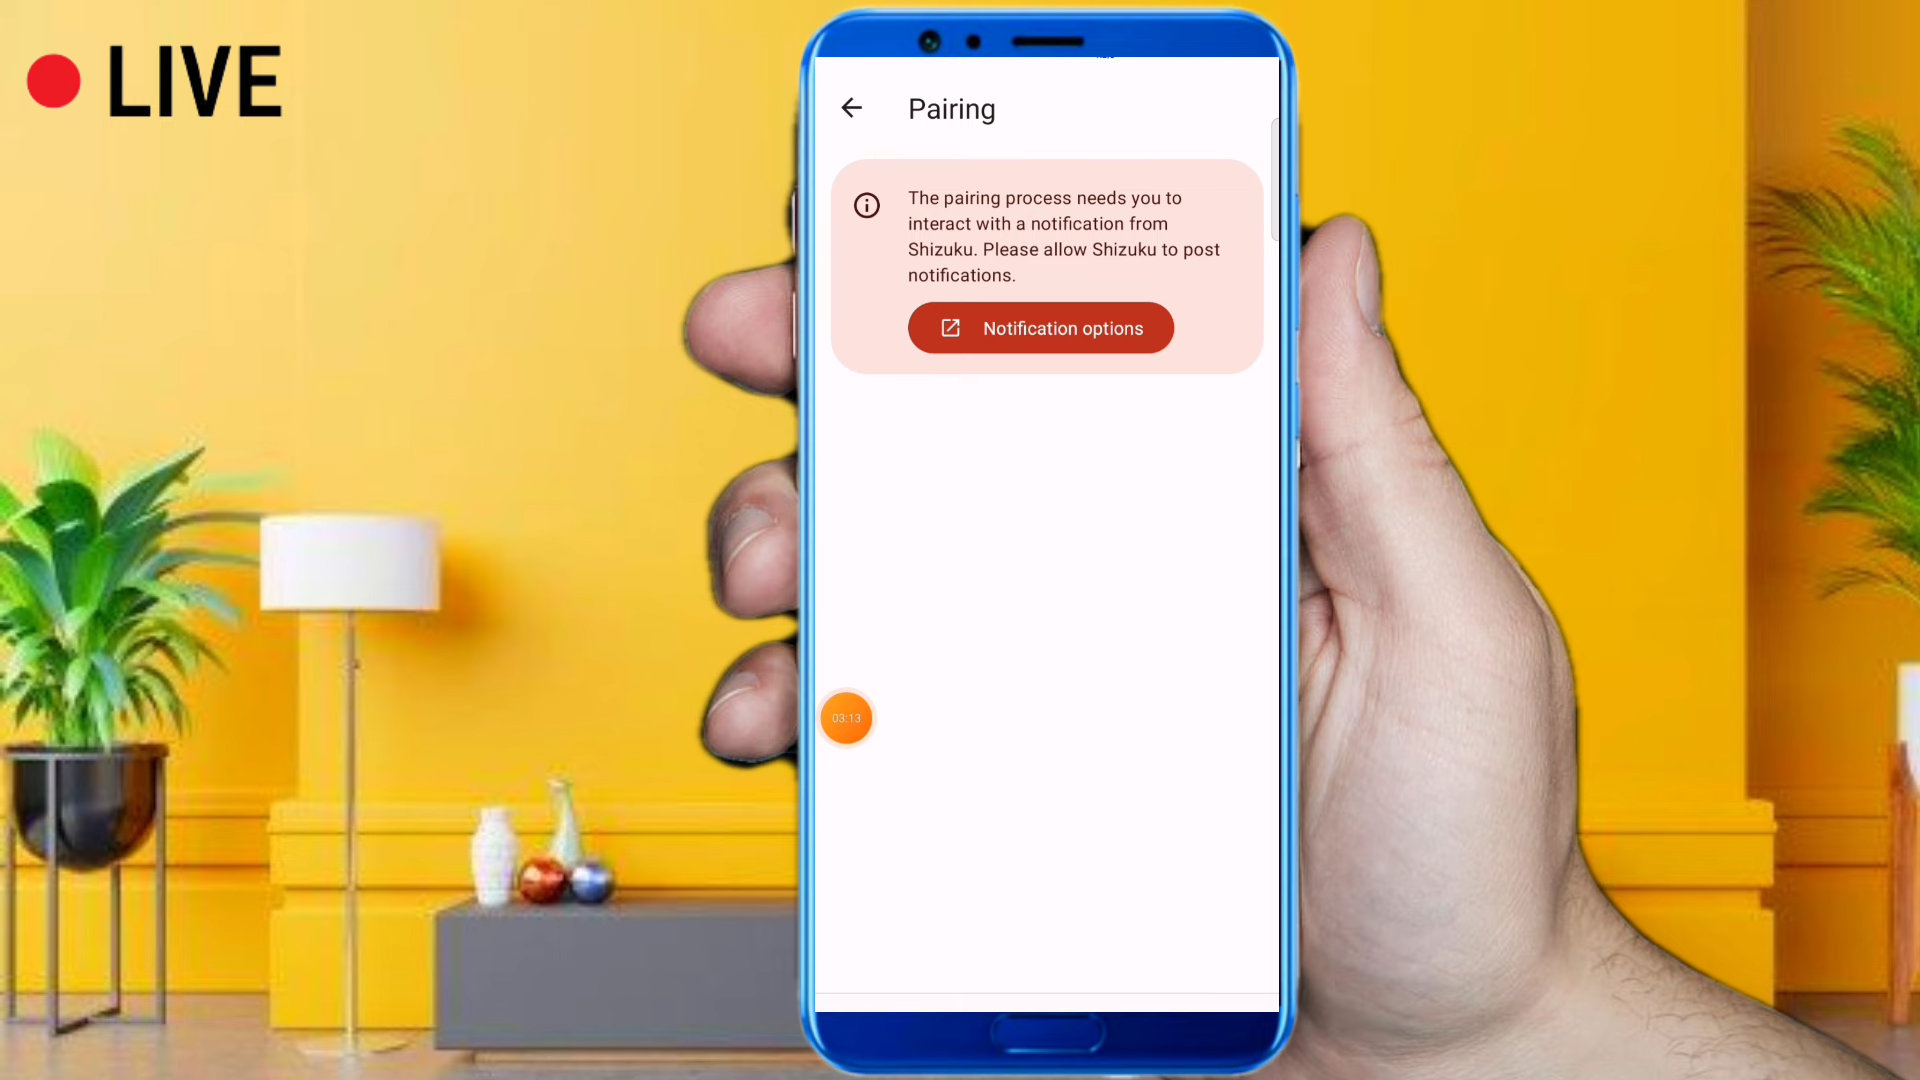 LIVE
Pairing
The pairing process needs you to
interact with a notification from
Shizuku. Please allow Shizuku to post
notifications.
Notification options
03:13